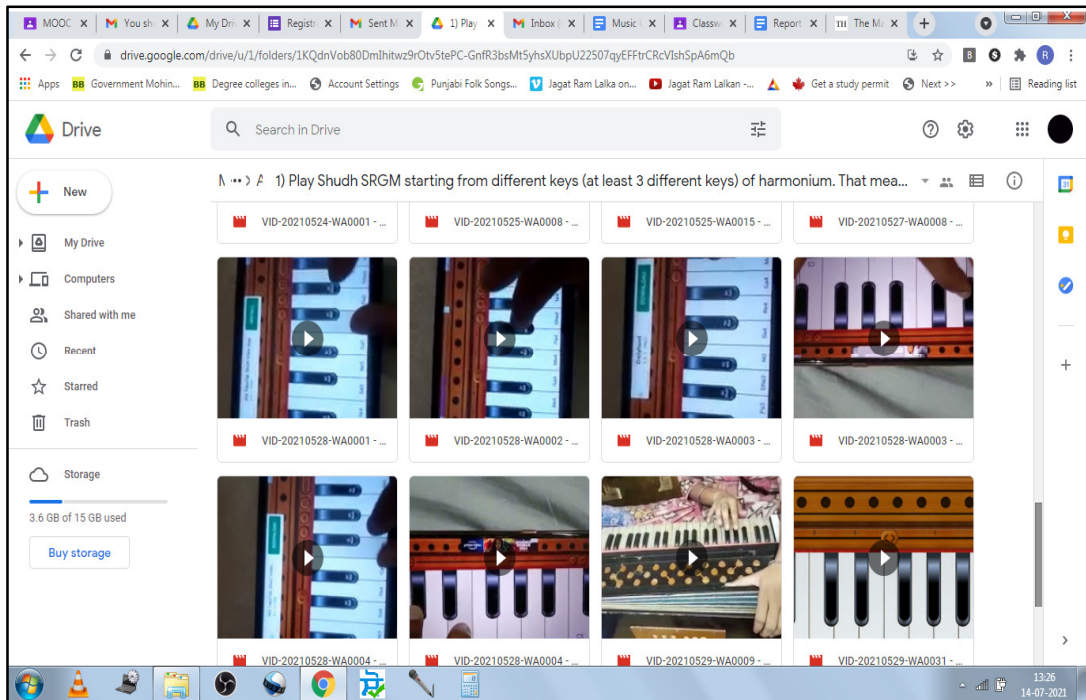 MOOC
You sh
My Dri
Registr
Sent M
1) Play
Inbox (
Music (
Classw
Report
TH The Ma
drive.google.com/drive/u/1/folders/1KQdnVob80DmIhitwz9rOtv5tePC-GnfR3bsMt5yhsXUbpU22507qyEFFtrCRcVIshSpA6mQb
Apps
BB Government Mohin...
BB Degree colleges in...
Account Settings
Punjabi Folk Songs...
Jagat Ram Lalka on...
Jagat Ram Lalkan -...
Get a study permit
Next >>
»
Reading list
Drive
Search in Drive
New
1) Play Shudh SRGM starting from different keys (at least 3 different keys) of harmonium. That mea...
My Drive
Computers
Shared with me
Recent
Starred
Trash
Storage
3.6 GB of 15 GB used
Buy storage
VID-20210524-WA0001 - ...
VID-20210525-WA0008 - ...
VID-20210525-WA0015 - ...
VID-20210527-WA0008 - ...
VID-20210528-WA0001 - ...
VID-20210528-WA0002 - ...
VID-20210528-WA0003 - ...
VID-20210528-WA0003 - ...
VID-20210528-WA0004 - ...
VID-20210528-WA0004 - ...
VID-20210529-WA0009 - ...
VID-20210529-WA0031 - ...
13:26
14-07-2021